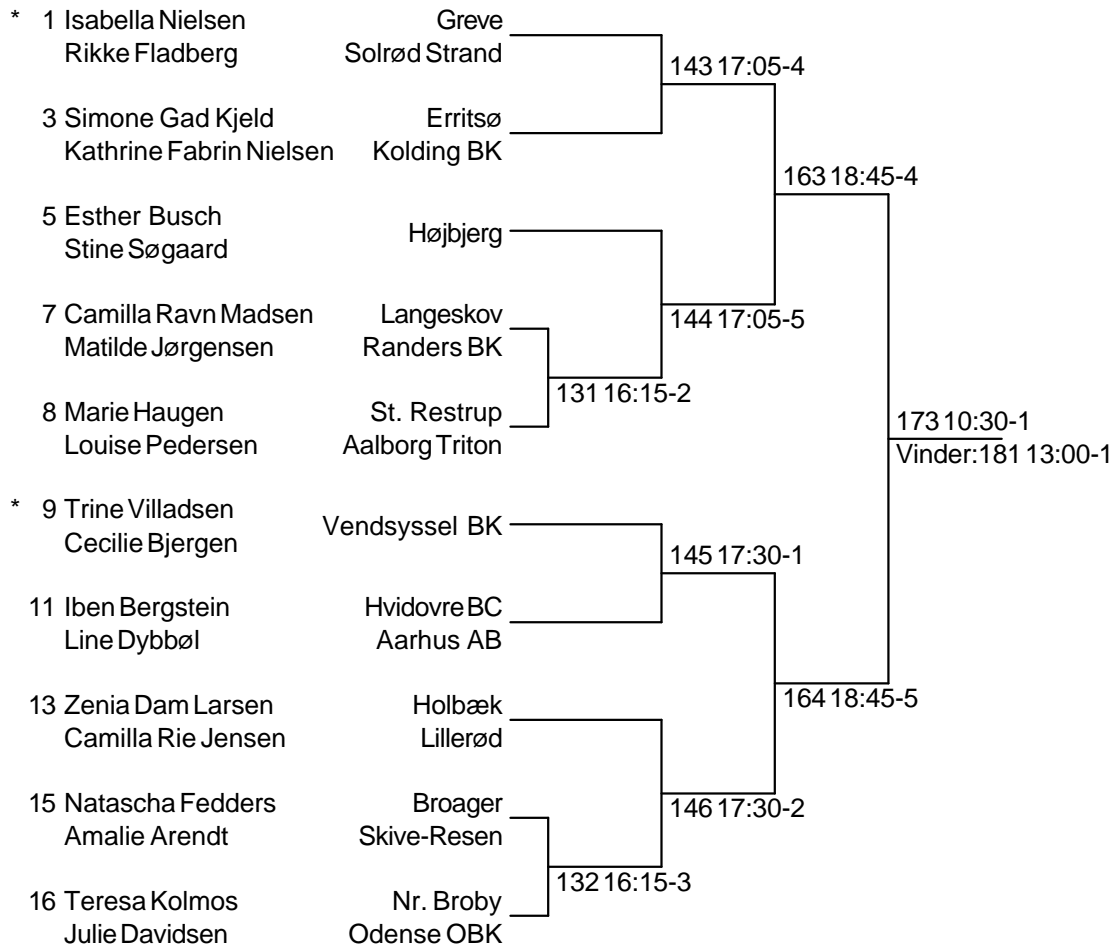 * 1 Isabella Nielsen Greve
Rikke Fladberg Solrød Strand
143 17:05-4
3 Simone Gad Kjeld Erritsø
Kathrine Fabrin Nielsen Kolding BK
163 18:45-4
5 Esther Busch
Stine Søgaard
Højbjerg
7 Camilla Ravn Madsen Langeskov
144 17:05-5
Matilde Jørgensen Randers BK
131 16:15-2
8 Marie Haugen St. Restrup
Louise Pedersen Aalborg Triton
173 10:30-1
Vinder:181 13:00-1
* 9 Trine Villadsen
Cecilie Bjergen
Vendsyssel BK
145 17:30-1
11 Iben Bergstein Hvidovre BC
Line Dybbøl Aarhus AB
13 Zenia Dam Larsen Holbæk
164 18:45-5
Camilla Rie Jensen Lillerød
15 Natascha Fedders Broager
146 17:30-2
Amalie Arendt Skive-Resen
132 16:15-3
16 Teresa Kolmos Nr. Broby
Julie Davidsen Odense OBK